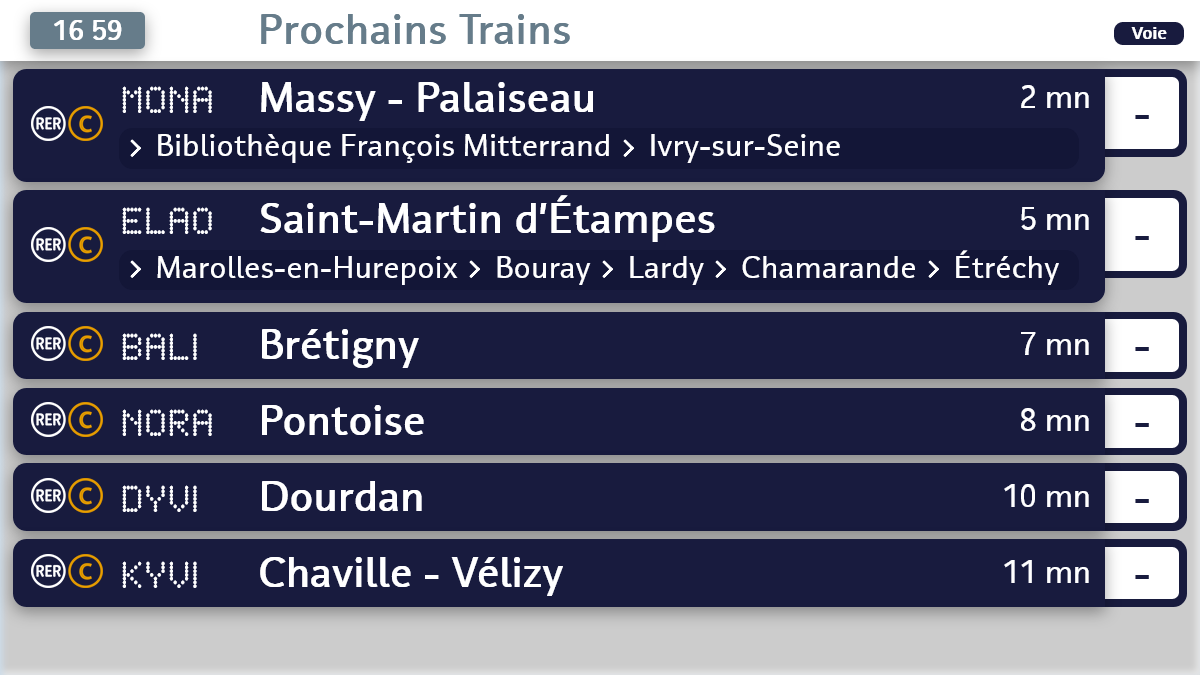 16 59 Prochains Trains Voie
RER C MONA Massy - Palaiseau 2 mn -
> Bibliothèque François Mitterrand > Ivry-sur-Seine
RER C ELAO Saint-Martin d'Étampes 5 mn -
> Marolles-en-Hurepoix > Bouray > Lardy > Chamarande > Étréchy
RER C BALI Brétigny 7 mn -
RER C NORA Pontoise 8 mn -
RER C DYVI Dourdan 10 mn -
RER C KYVI Chaville - Vélizy 11 mn -